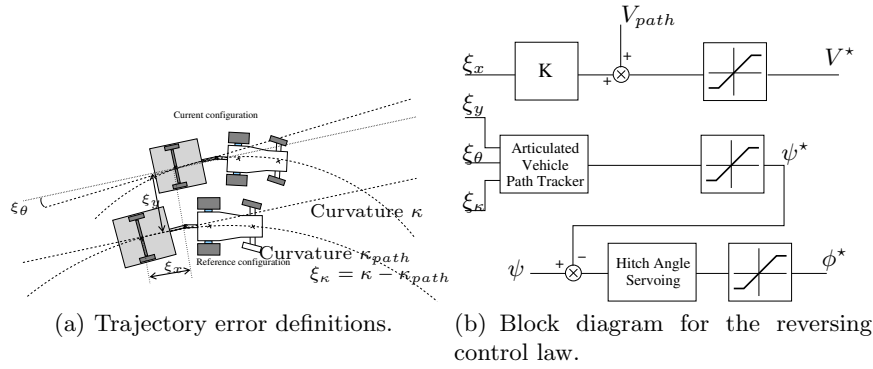 Current configuration
ξ_θ
ξ_y
Curvature κ
Curvature κ_path
Reference configuration
ξ_x
ξ_κ = κ − κ_path
(a) Trajectory error definitions.
V_path
ξ_x
K
+
+
V⋆
ξ_y
ξ_θ
ξ_κ
Articulated
Vehicle
Path Tracker
ψ⋆
ψ
+
−
Hitch Angle
Servoing
ϕ⋆
(b) Block diagram for the reversing
control law.